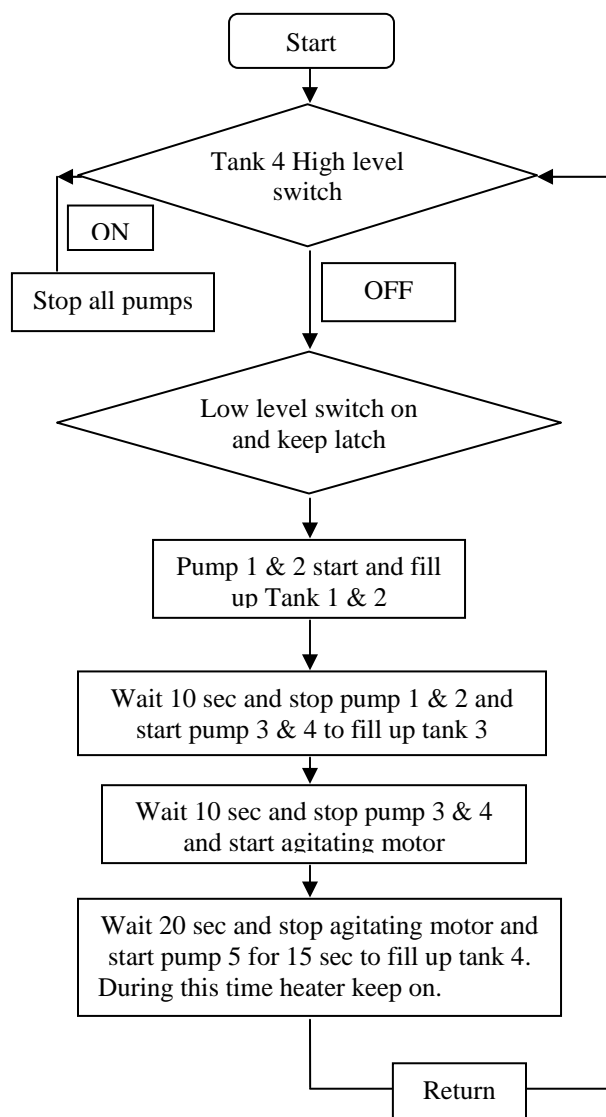 Start
Tank 4 High level
switch
ON
Stop all pumps
OFF
Low level switch on
and keep latch
Pump 1 & 2 start and fill
up Tank 1 & 2
Wait 10 sec and stop pump 1 & 2 and
start pump 3 & 4 to fill up tank 3
Wait 10 sec and stop pump 3 & 4
and start agitating motor
Wait 20 sec and stop agitating motor and
start pump 5 for 15 sec to fill up tank 4.
During this time heater keep on.
Return